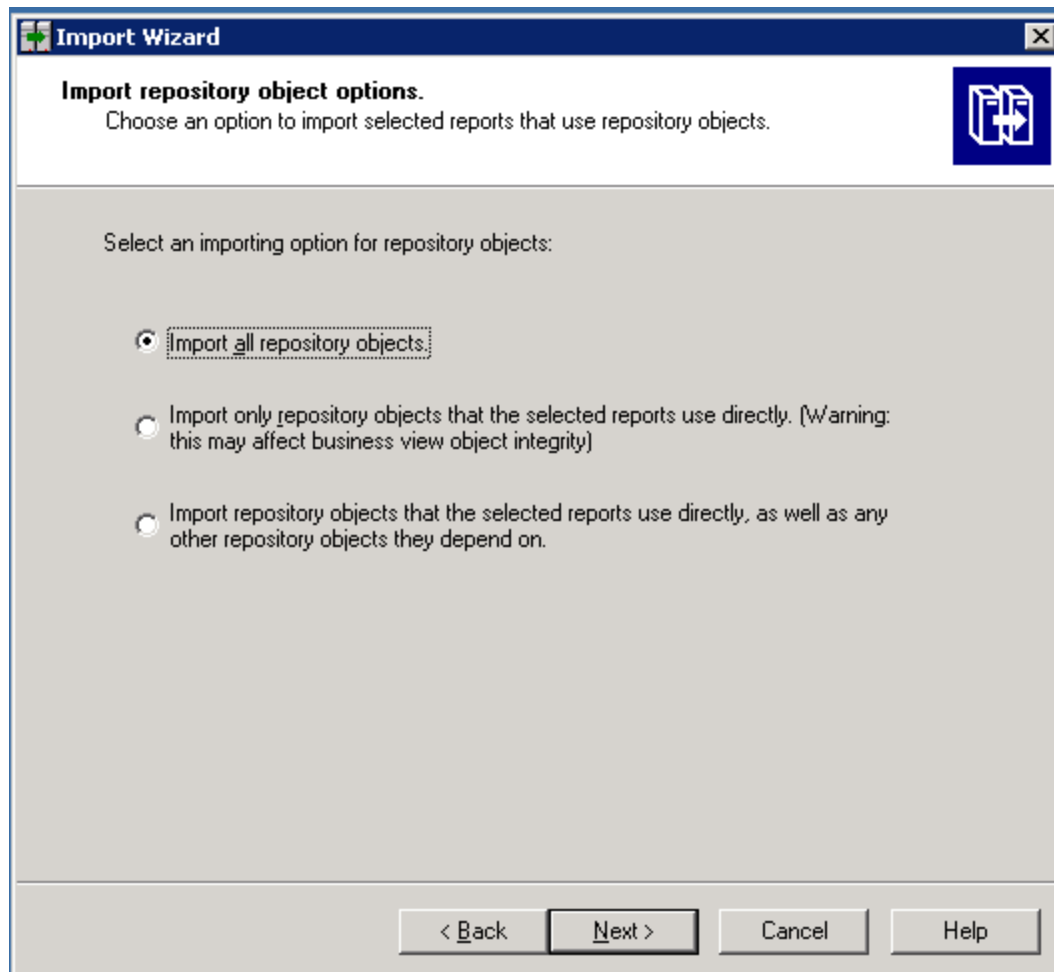 Import Wizard
Import repository object options.
Choose an option to import selected reports that use repository objects.
Select an importing option for repository objects:
Import all repository objects.
Import only repository objects that the selected reports use directly. (Warning:
this may affect business view object integrity)
Import repository objects that the selected reports use directly, as well as any
other repository objects they depend on.
< Back
Next >
Cancel
Help